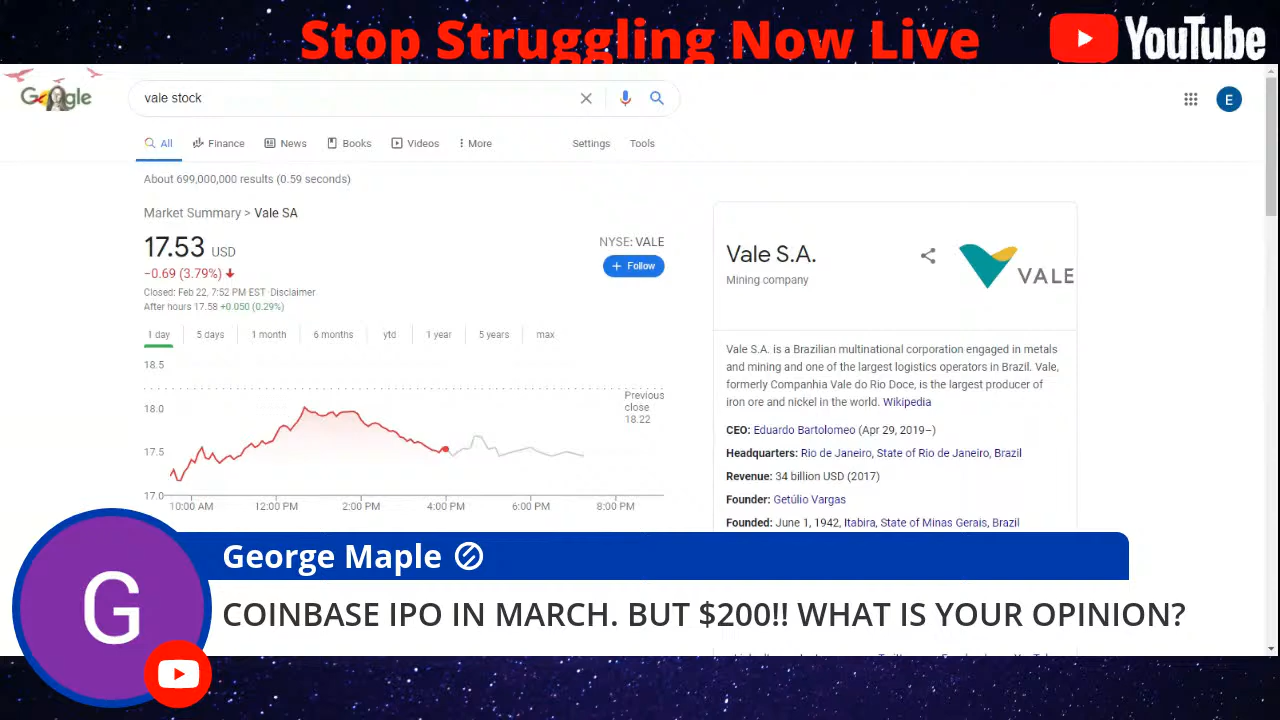 Stop Struggling Now Live
YouTube
Google
vale stock
E
All
Finance
News
Books
Videos
More
Settings
Tools
About 699,000,000 results (0.59 seconds)
Market Summary > Vale SA
17.53 USD
NYSE: VALE
−0.69 (3.79%)
+ Follow
Closed: Feb 22, 7:52 PM EST · Disclaimer
After hours 17.58 +0.050 (0.29%)
1 day
5 days
1 month
6 months
ytd
1 year
5 years
max
18.5
18.0
17.5
17.0
Previous
close
18.22
10:00 AM
12:00 PM
2:00 PM
4:00 PM
6:00 PM
8:00 PM
Vale S.A.
Mining company
VALE
Vale S.A. is a Brazilian multinational corporation engaged in metals
and mining and one of the largest logistics operators in Brazil. Vale,
formerly Companhia Vale do Rio Doce, is the largest producer of
iron ore and nickel in the world. Wikipedia
CEO: Eduardo Bartolomeo (Apr 29, 2019–)
Headquarters: Rio de Janeiro, State of Rio de Janeiro, Brazil
Revenue: 34 billion USD (2017)
Founder: Getúlio Vargas
Founded: June 1, 1942, Itabira, State of Minas Gerais, Brazil
G
George Maple
COINBASE IPO IN MARCH. BUT $200!! WHAT IS YOUR OPINION?